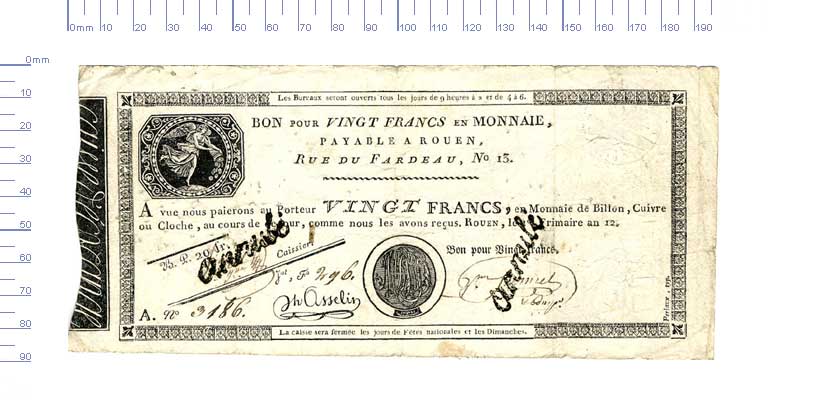 0mm 10 20 30 40 50 60 70 80 90 100 110 120 130 140 150 160 170 180 190
0mm
10
20
30
40
50
60
70
80
90
Les Bureaux seront ouverts tous les jours de 9 heures à 2 et de 4 à 6.
BON POUR VINGT FRANCS EN MONNAIE,
PAYABLE A ROUEN,
RUE DU FARDEAU, No 13.
A vue nous paierons au Porteur VINGT FRANCS, en Monnaie de Billon, Cuivre
ou Cloche, au cours de ce jour, comme nous les avons reçus. ROUEN, le frimaire an 12.
B. P. 20 fr.
Caissier.
Bon pour Vingt francs.
annulé
annulé
fol. 296.
Asselin
A. no 3186.
La caisse sera fermée les jours de Fêtes nationales et les Dimanches.